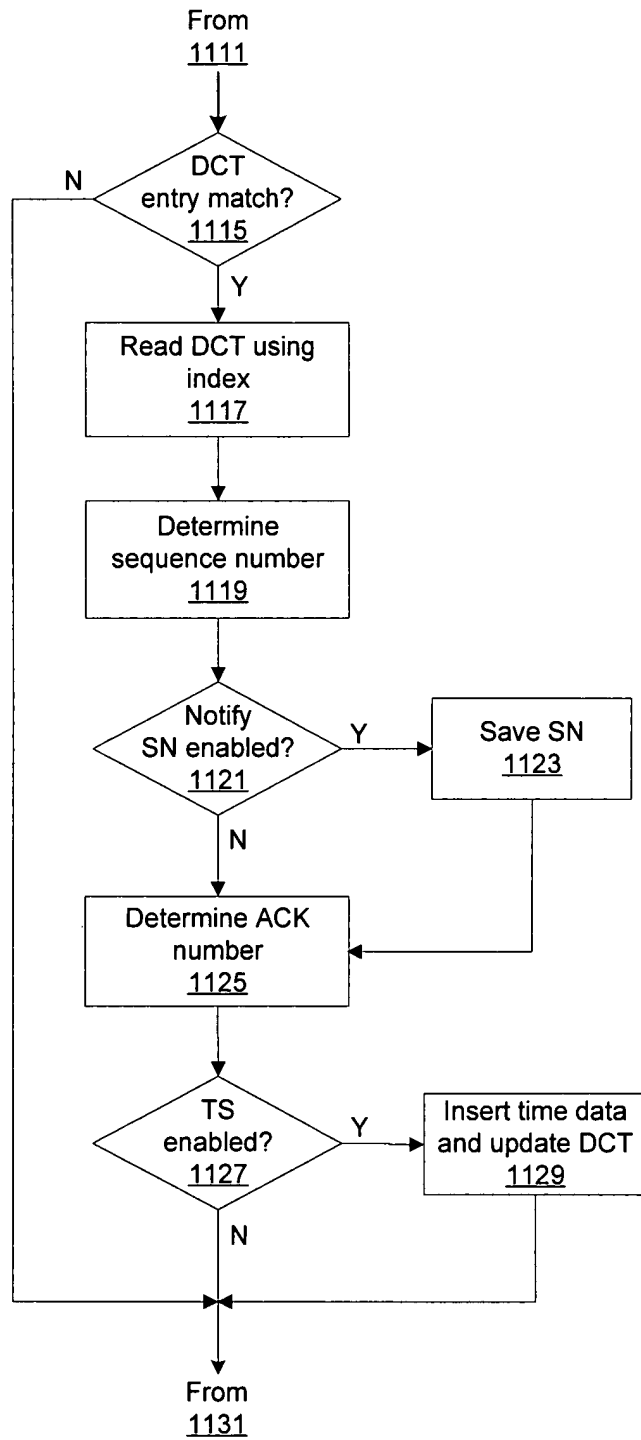 From
1111
DCT
entry match?
1115
N
Y
Read DCT using
index
1117
Determine
sequence number
1119
Notify
SN enabled?
1121
Y
N
Save SN
1123
Determine ACK
number
1125
TS
enabled?
1127
Y
N
Insert time data
and update DCT
1129
From
1131